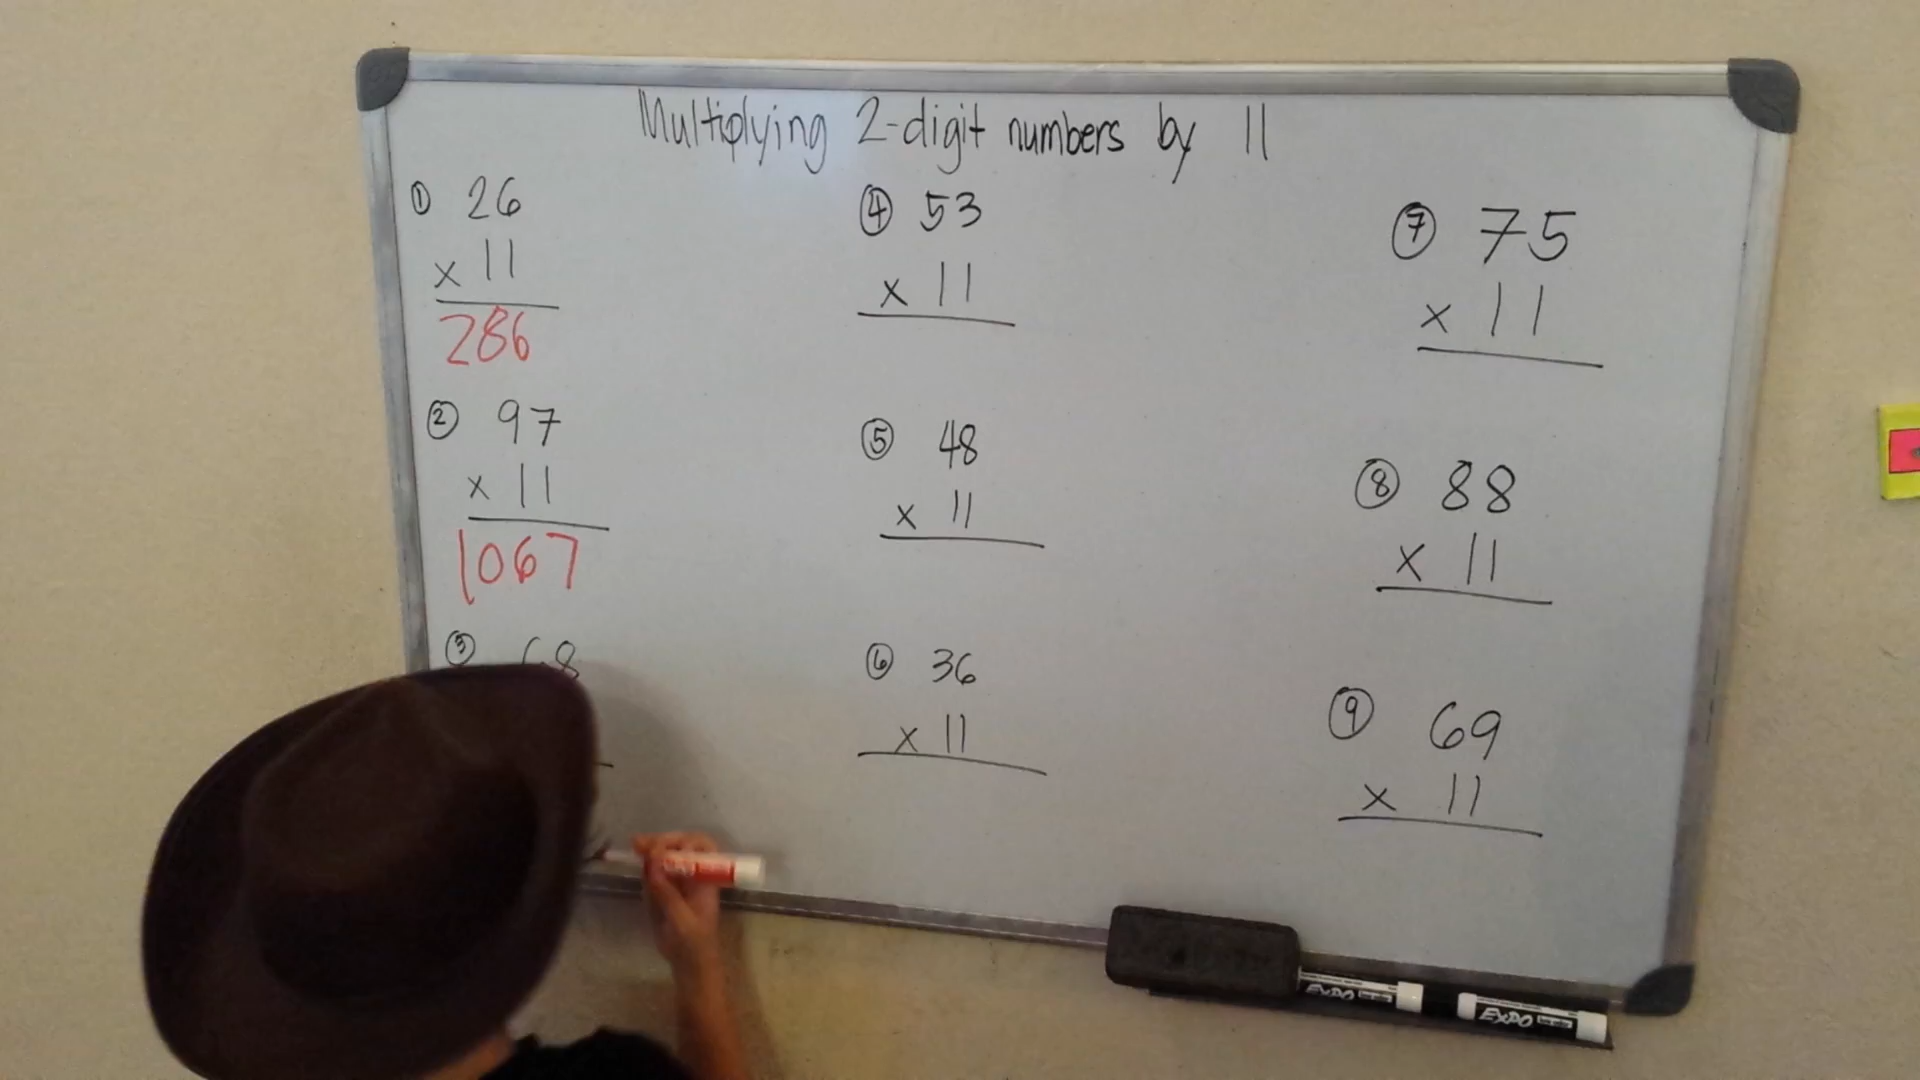 Multiplying 2-digit numbers by 11
① 26
x 11
286
② 97
x 11
1067
③ 68
④ 53
x 11
⑤ 48
x 11
⑥ 36
x 11
⑦ 75
x 11
⑧ 88
x 11
⑨ 69
x 11
EXPO
EXPO